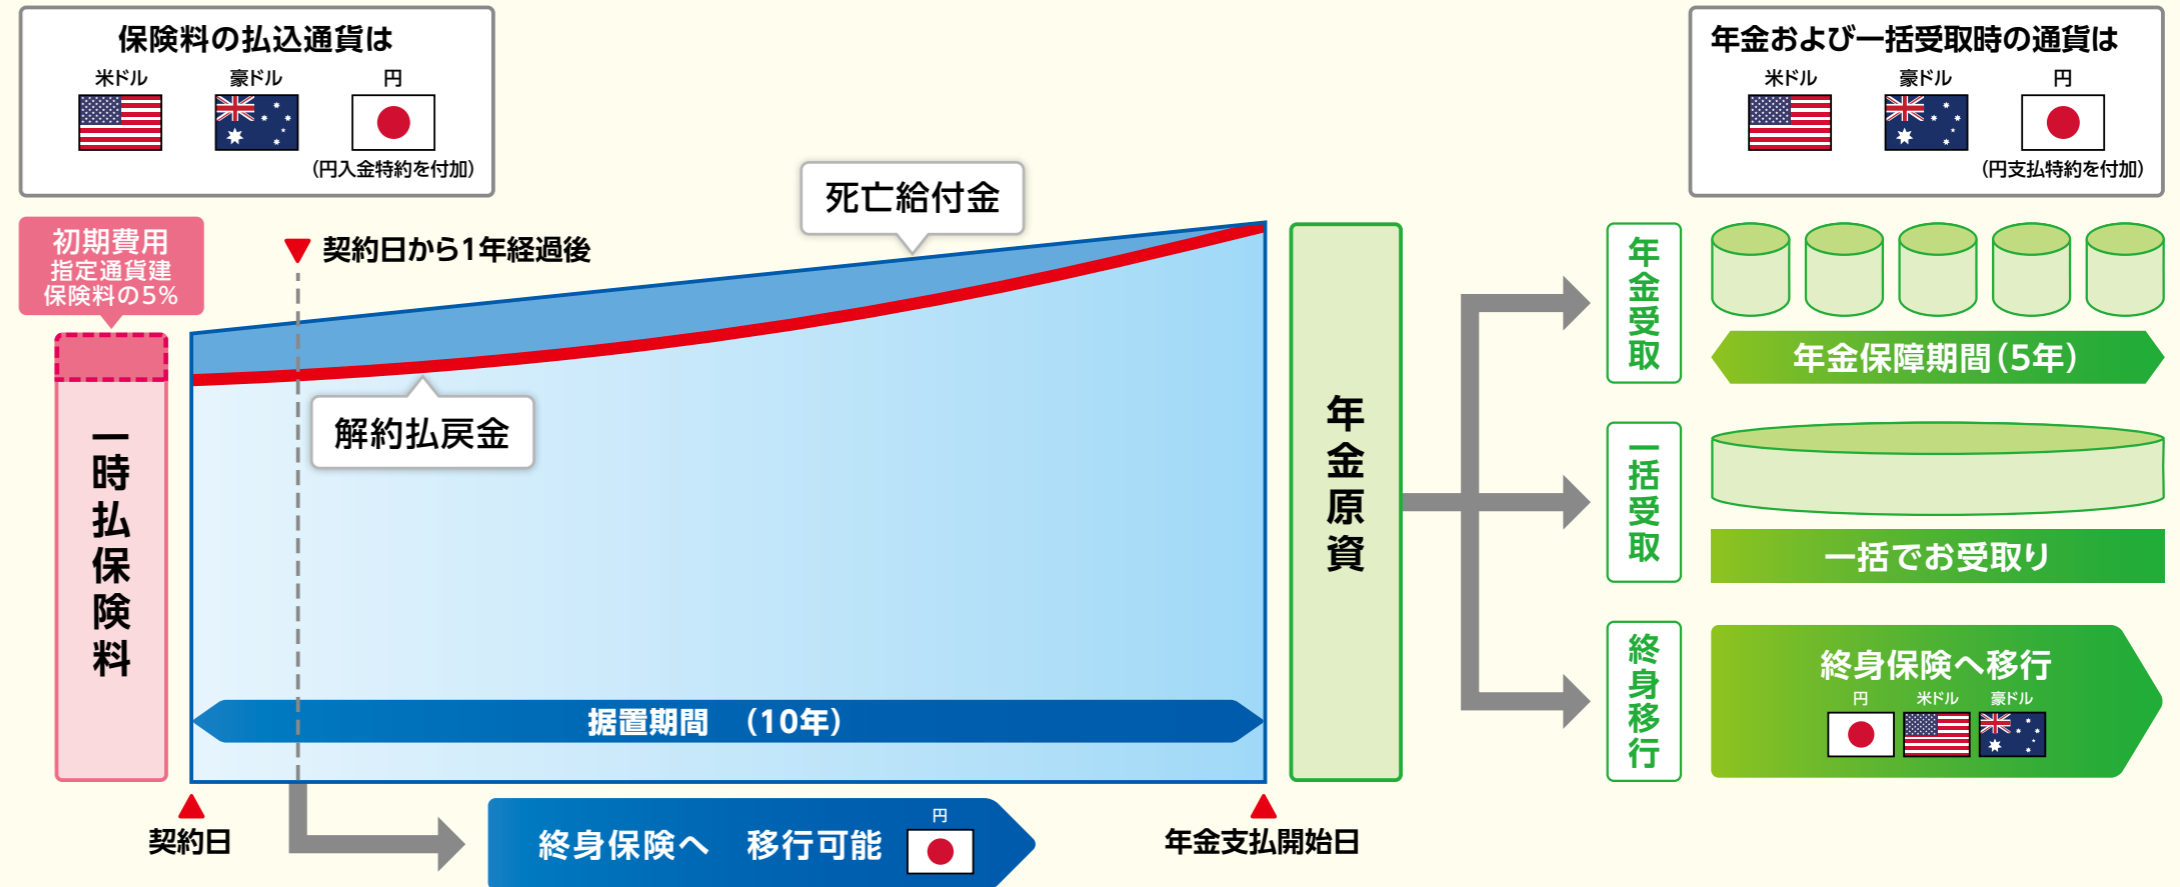 保険料の払込通貨は
米ドル 豪ドル 円
(円入金特約を付加)
年金および一括受取時の通貨は
米ドル 豪ドル 円
(円支払特約を付加)
初期費用
指定通貨建
保険料の5%
一時払保険料
契約日から1年経過後
死亡給付金
解約払戻金
据置期間 (10年)
契約日
年金支払開始日
終身保険へ 移行可能
円
年金原資
年金受取
年金保障期間(5年)
一括受取
一括でお受取り
終身移行
終身保険へ移行
円 米ドル 豪ドル